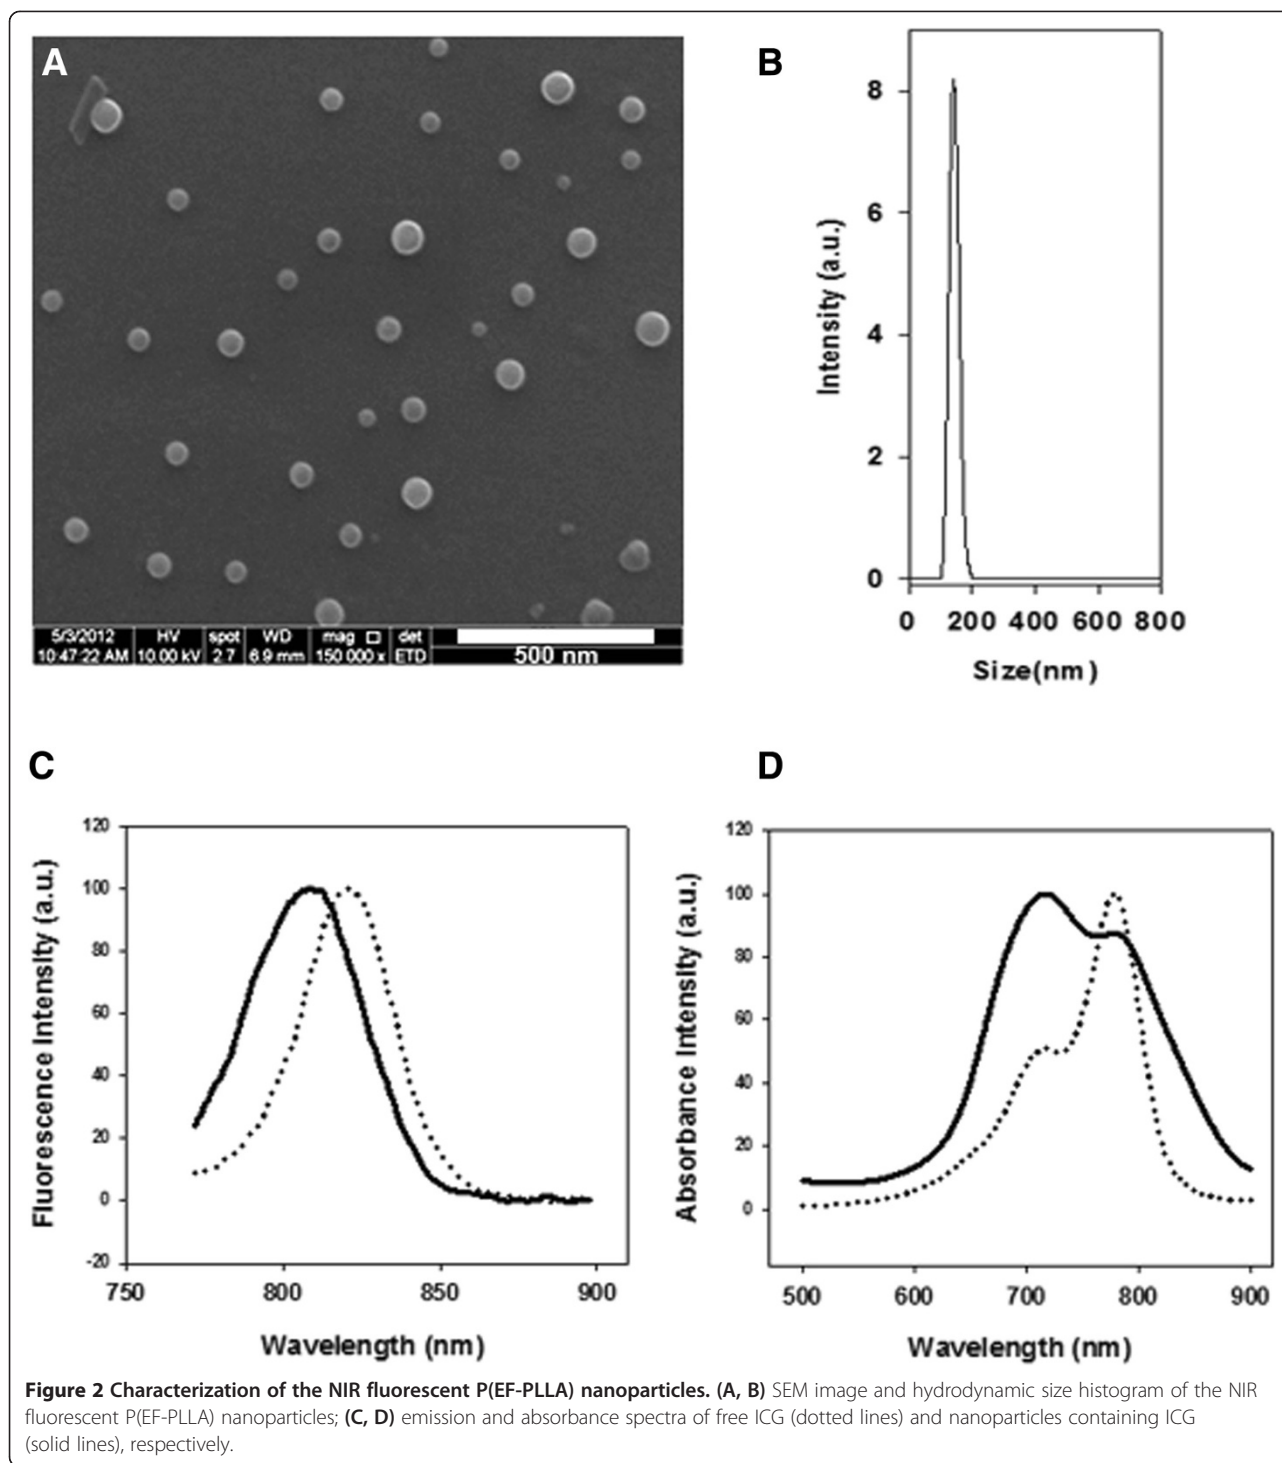 A
5/3/2012 HV spot WD mag □ det
10:47:22 AM 10.00 kV 2.7 6.9 mm 150 000 x ETD 500 nm
B
8
6
4
2
0
0 200 400 600 800
Intensity (a.u.)
Size(nm)
C
120
100
80
60
40
20
0
-20
750 800 850 900
Fluorescence Intensity (a.u.)
Wavelength (nm)
D
120
100
80
60
40
20
0
500 600 700 800 900
Absorbance Intensity (a.u.)
Wavelength (nm)
Figure 2 Characterization of the NIR fluorescent P(EF-PLLA) nanoparticles. (A, B) SEM image and hydrodynamic size histogram of the NIR
fluorescent P(EF-PLLA) nanoparticles; (C, D) emission and absorbance spectra of free ICG (dotted lines) and nanoparticles containing ICG
(solid lines), respectively.